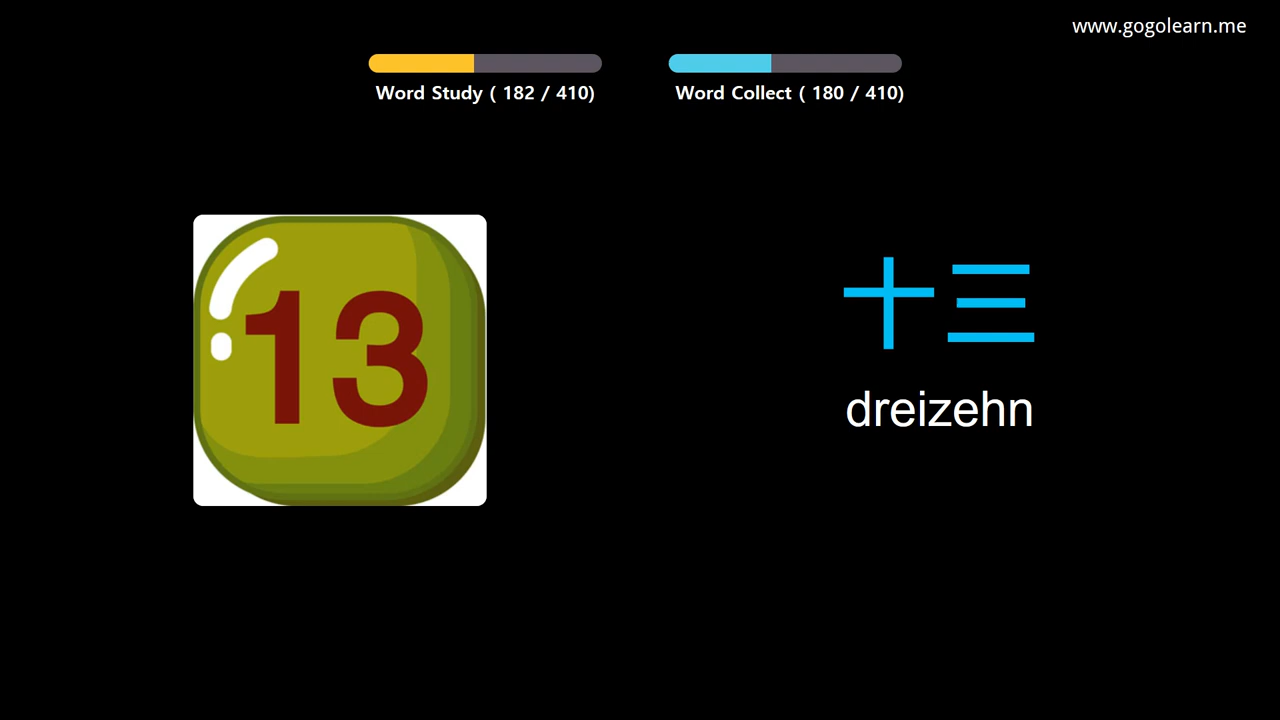 www.gogolearn.me
Word Study ( 182 / 410)
Word Collect ( 180 / 410)
13
十三
dreizehn